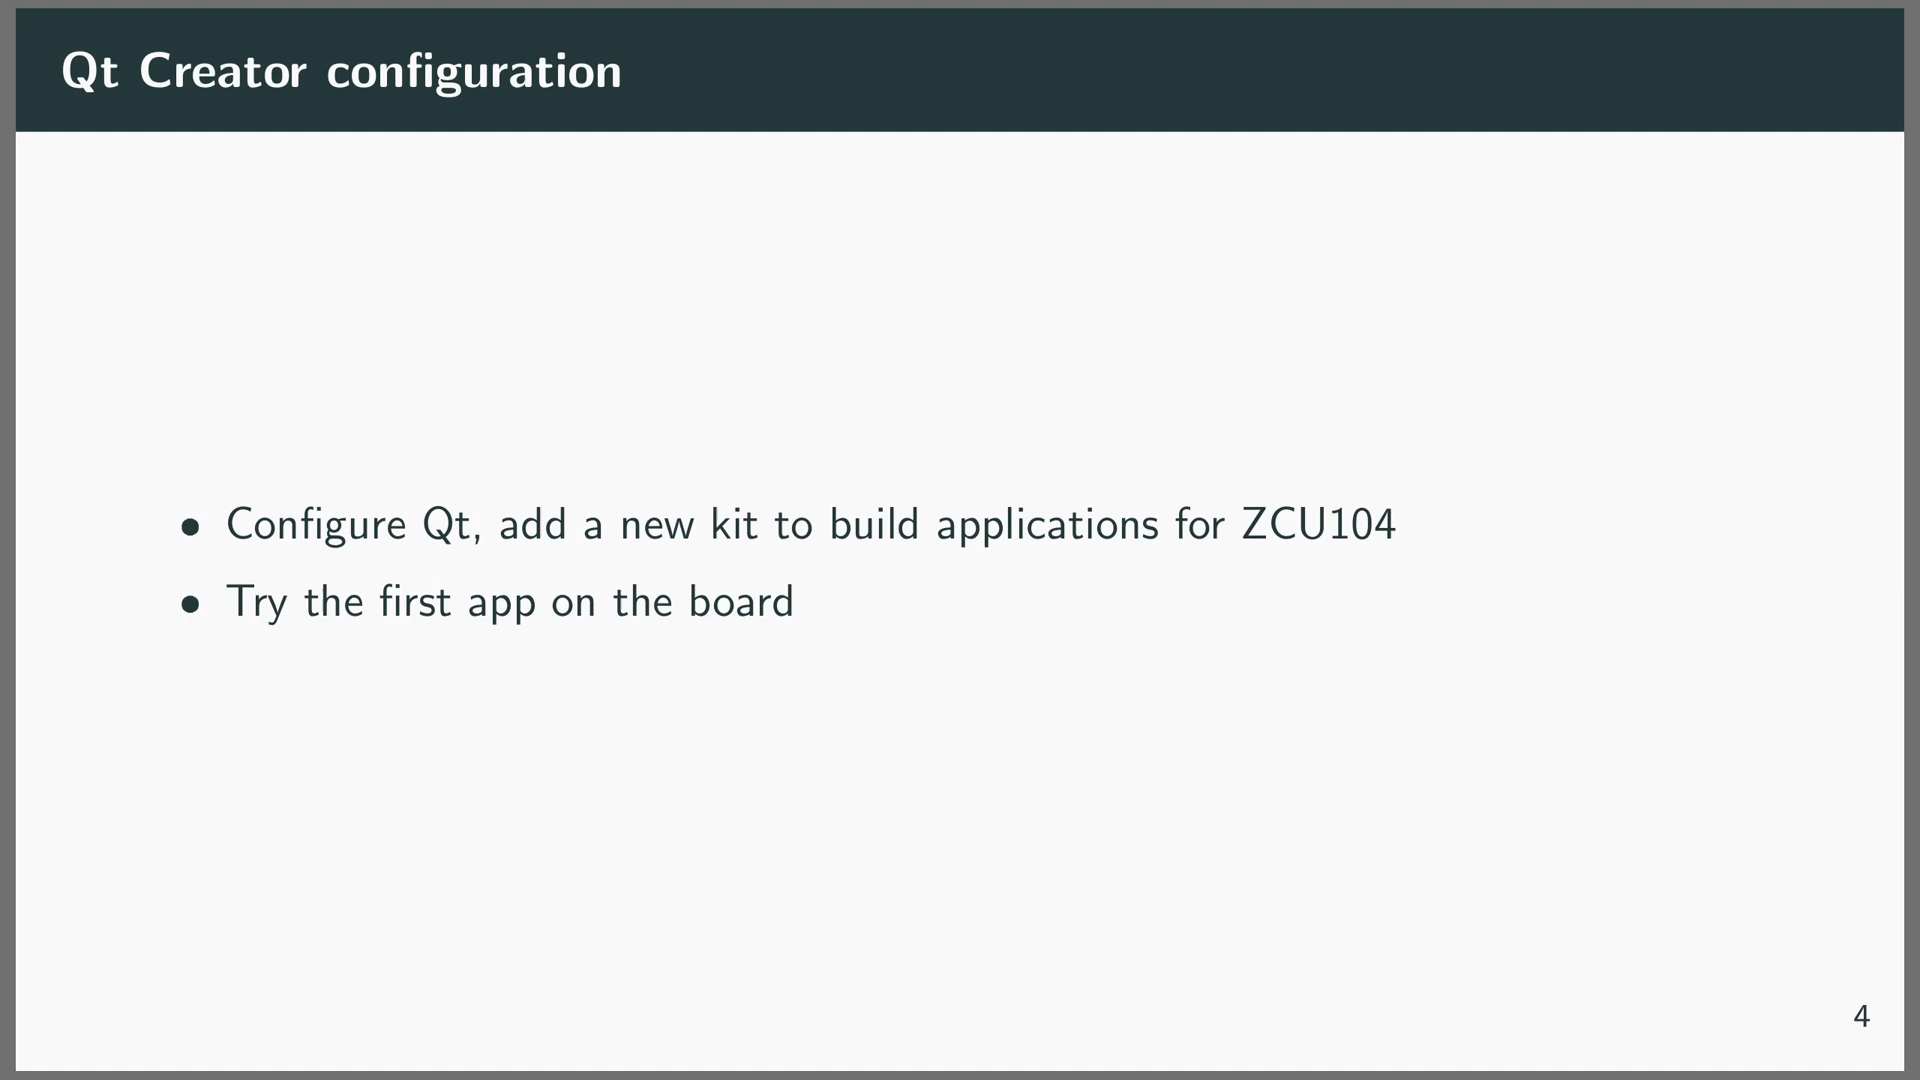 Qt Creator configuration
• Configure Qt, add a new kit to build applications for ZCU104
• Try the first app on the board
4